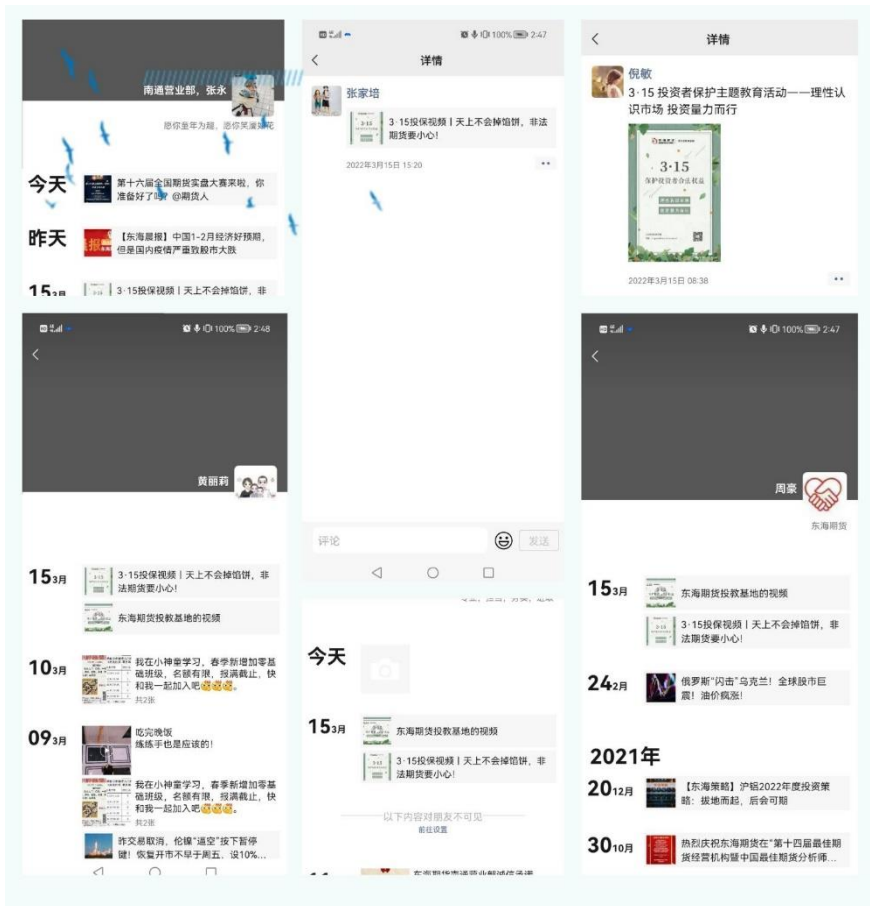 南通营业部，张永
愿你童年为趣，愿你笑澡如花
今天
第十六届全国期货实盘大赛来啦，你
准备好了吗？@期货人
昨天
【东海晨报】中国1-2月经济好预期，
但是国内疫情严重致股市大跌
15 3月
3·15投保视频丨天上不会掉馅饼，非
100% 2:47
详情
张家培
3·15投保视频丨天上不会掉馅饼，非法
期货要小心！
2022年3月15日 15:20
评论
发送
详情
倪敏
3·15 投资者保护主题教育活动——理性认
识市场 投资量力而行
3·15
保护投资者合法权益
2022年3月15日 08:38
100% 2:48
黄丽莉
15 3月
3·15投保视频丨天上不会掉馅饼，非
法期货要小心！
东海期货投教基地的视频
10 3月
我在小神童学习，春季新增加零基
础班级，名额有限，报满截止，快
和我一起加入吧
共2张
09 3月
吃完晚饭
练练手也是应该的！
我在小神童学习，春季新增加零基
础班级，名额有限，报满截止，快
和我一起加入吧
共2张
昨交易取消，伦镍“逼空”按下暂停
键！恢复开市不早于周五，设10%...
今天
15 3月
东海期货投教基地的视频
3·15投保视频丨天上不会掉馅饼，非
法期货要小心！
以下内容对朋友不可见
前往设置
100% 2:47
周豪
东海期货
15 3月
东海期货投教基地的视频
3·15投保视频丨天上不会掉馅饼，非
法期货要小心！
24 2月
俄罗斯“闪击”乌克兰！全球股市巨
震！油价疯涨！
2021年
20 12月
【东海策略】沪铝2022年度投资策
略：拔地而起，后会可期
30 10月
热烈庆祝东海期货在“第十四届最佳期
货经营机构暨中国最佳期货分析师...